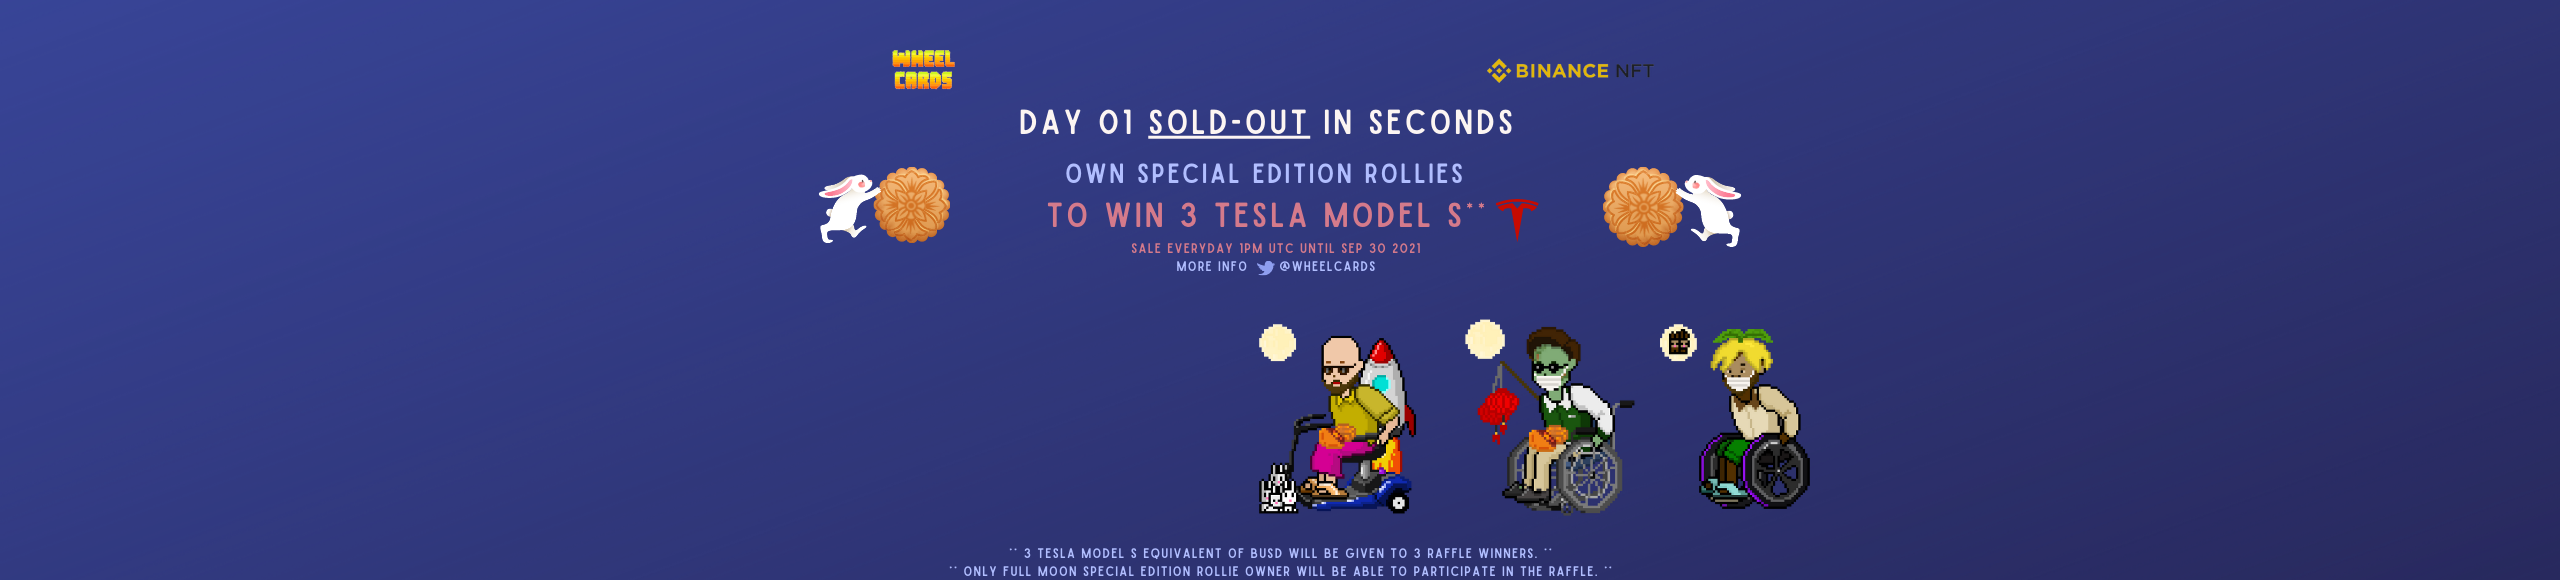 WHEEL
CARDS
BINANCE NFT
DAY 01 SOLD-OUT IN SECONDS
OWN SPECIAL EDITION ROLLIES
TO WIN 3 TESLA MODEL S**
SALE EVERYDAY 1PM UTC UNTIL SEP 30 2021
MORE INFO @WHEELCARDS
** 3 TESLA MODEL S EQUIVALENT OF BUSD WILL BE GIVEN TO 3 RAFFLE WINNERS. **
** ONLY FULL MOON SPECIAL EDITION ROLLIE OWNER WILL BE ABLE TO PARTICIPATE IN THE RAFFLE. **